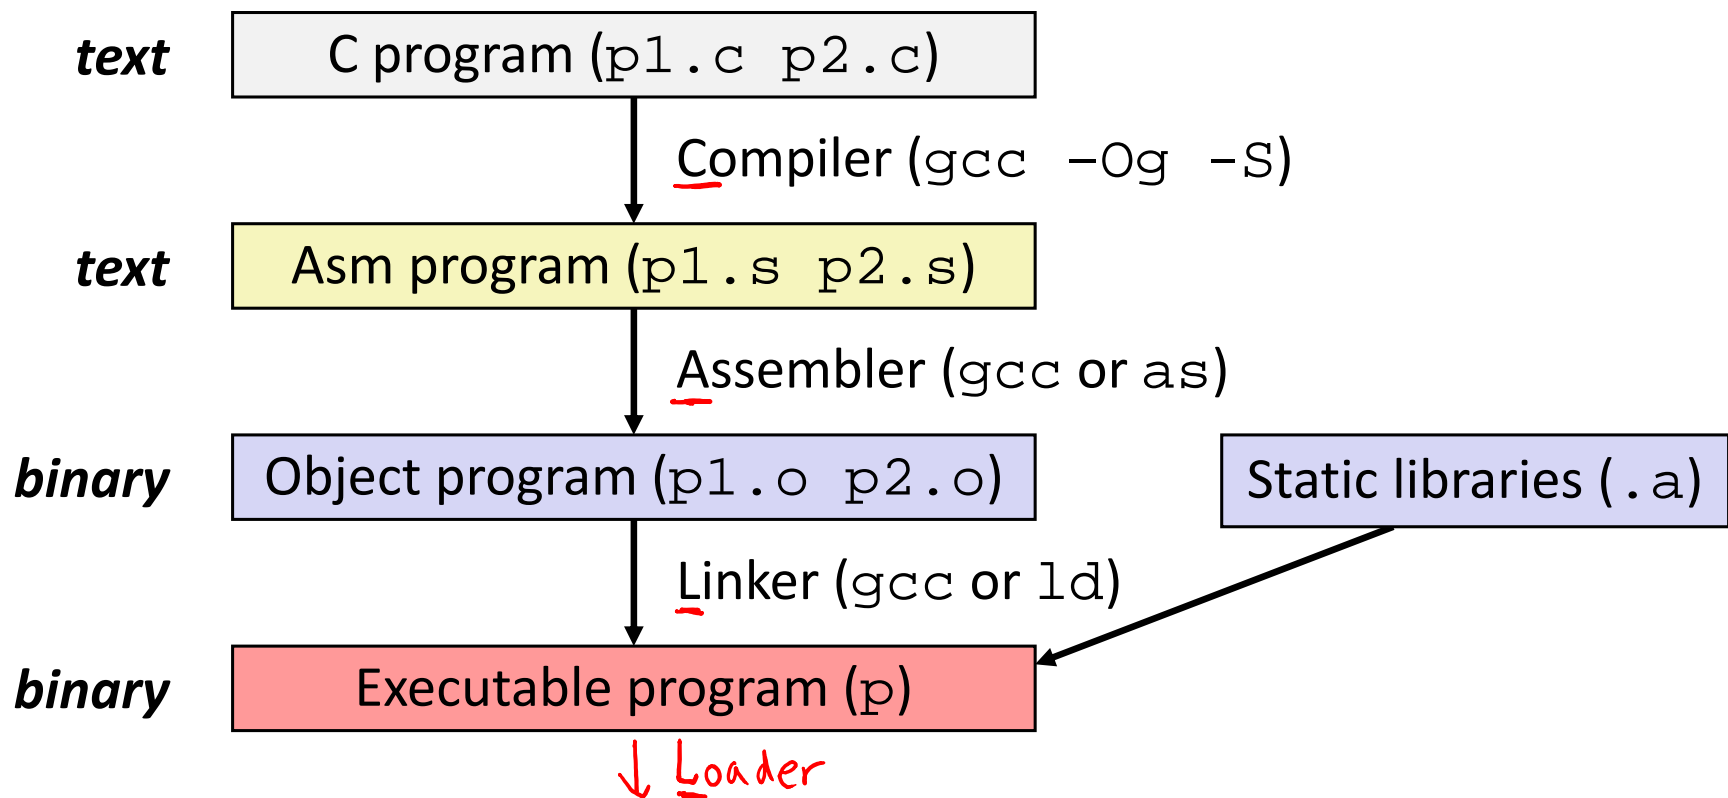 text C program (p1.c p2.c)
Compiler (gcc -Og -S)
text Asm program (p1.s p2.s)
Assembler (gcc or as)
binary Object program (p1.o p2.o) Static libraries (.a)
Linker (gcc or ld)
binary Executable program (p)
Loader